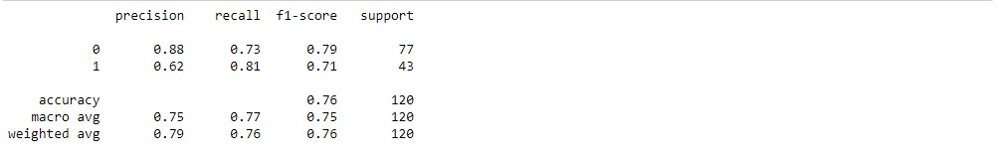 precision recall f1-score support
0 0.88 0.73 0.79 77
1 0.62 0.81 0.71 43
accuracy 0.76 120
macro avg 0.75 0.77 0.75 120
weighted avg 0.79 0.76 0.76 120